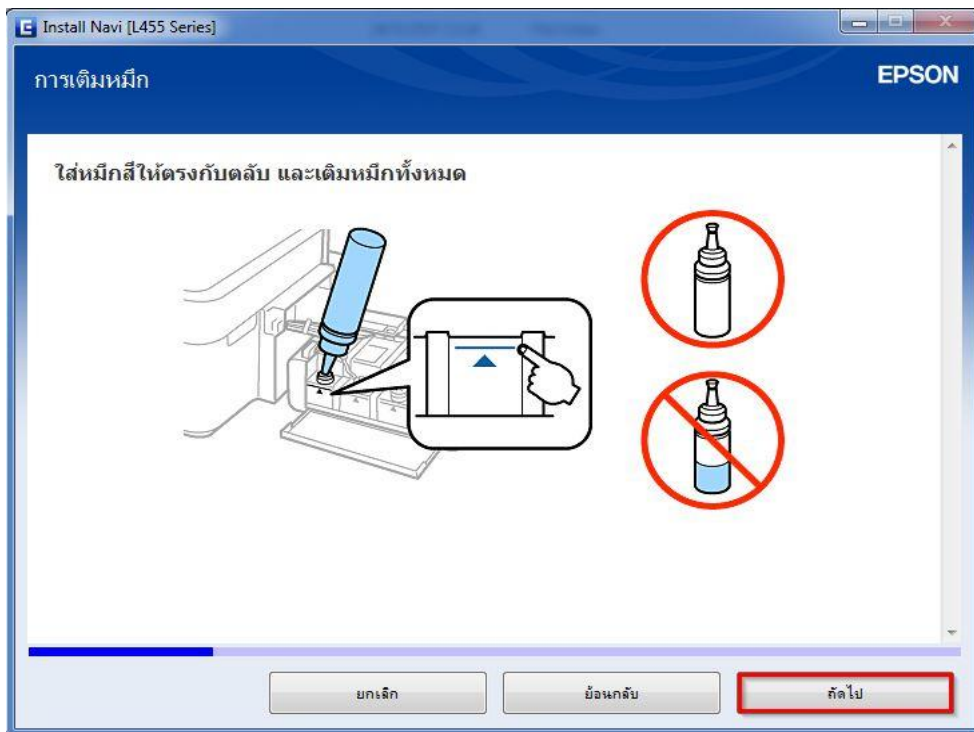 Install Navi [L455 Series]
การเติมหมึก
EPSON
ใส่หมึกสีให้ตรงกับตลับ และเติมหมึกทั้งหมด
ยกเลิก
ย้อนกลับ
ถัดไป